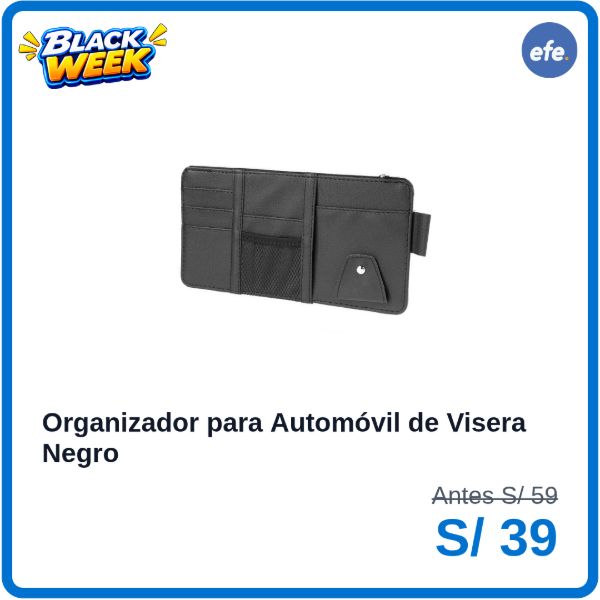 BLACK
WEEK
efe.
Organizador para Automóvil de Visera
Negro
Antes S/ 59
S/ 39